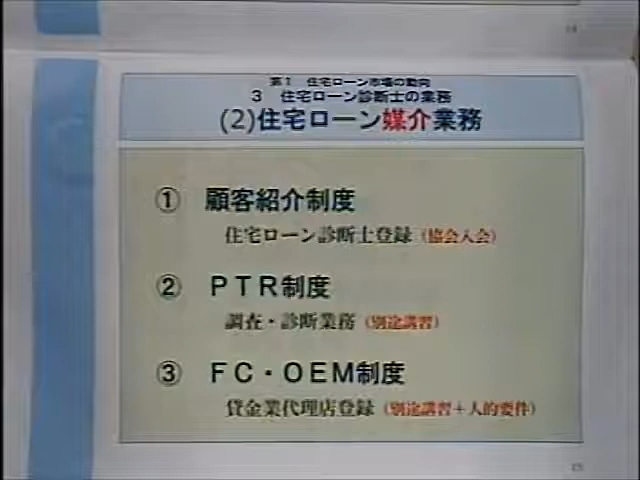 第1 住宅ローン市場の動向
3 住宅ローン診断士の業務
(2)住宅ローン媒介業務
① 顧客紹介制度
住宅ローン診断士登録（協会入会）
② ＰＴＲ制度
調査・診断業務（別途講習）
③ ＦＣ・ＯＥＭ制度
貸金業代理店登録（別途講習＋人的要件）